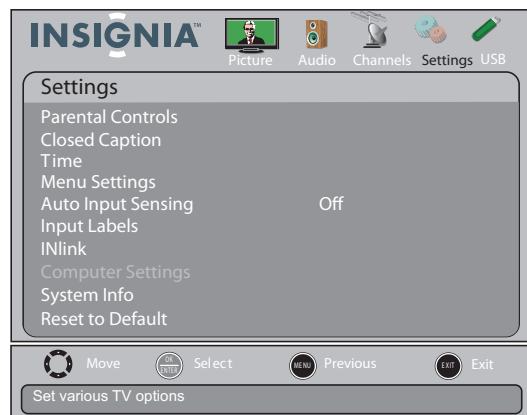 INSIGNIA™
Picture Audio Channels Settings USB
Settings
Parental Controls
Closed Caption
Time
Menu Settings
Auto Input Sensing Off
Input Labels
INlink
Computer Settings
System Info
Reset to Default
Move OK ENTER Select MENU Previous EXIT Exit
Set various TV options